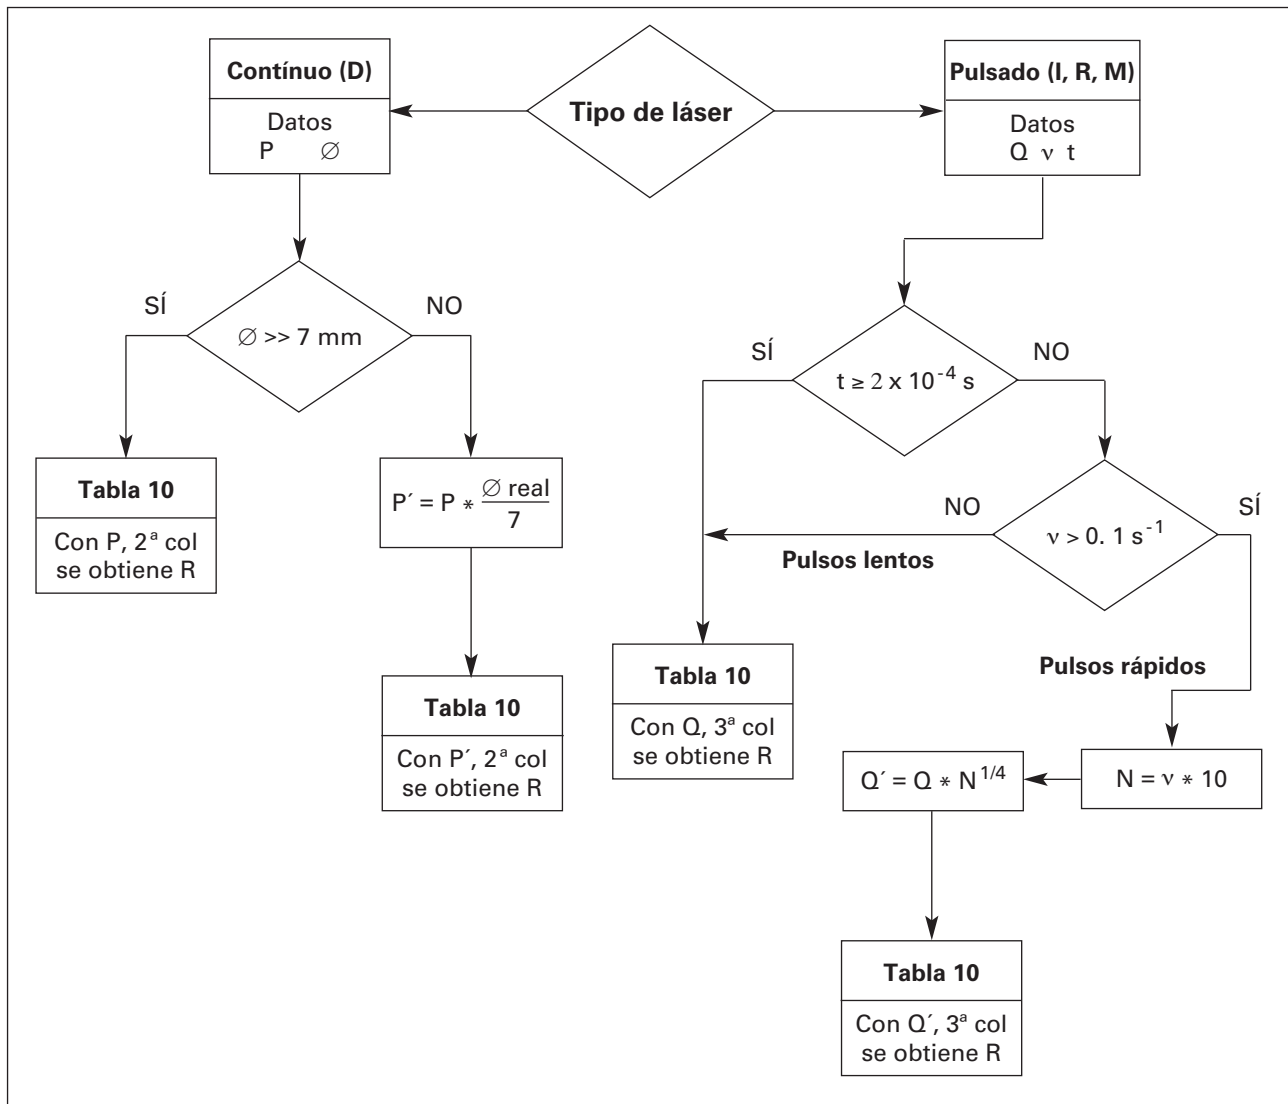 Tipo de láser
Contínuo (D)
Datos
P ∅
SÍ
NO
∅ >> 7 mm
Tabla 10
Con P, 2ª col
se obtiene R
P´ = P * ∅ real / 7
Tabla 10
Con P´, 2ª col
se obtiene R
Pulsado (I, R, M)
Datos
Q ν t
SÍ
NO
t ≥ 2 x 10⁻⁴ s
NO
SÍ
ν > 0. 1 s⁻¹
Pulsos lentos
Tabla 10
Con Q, 3ª col
se obtiene R
Pulsos rápidos
N = ν * 10
Q´ = Q * N¹/⁴
Tabla 10
Con Q´, 3ª col
se obtiene R